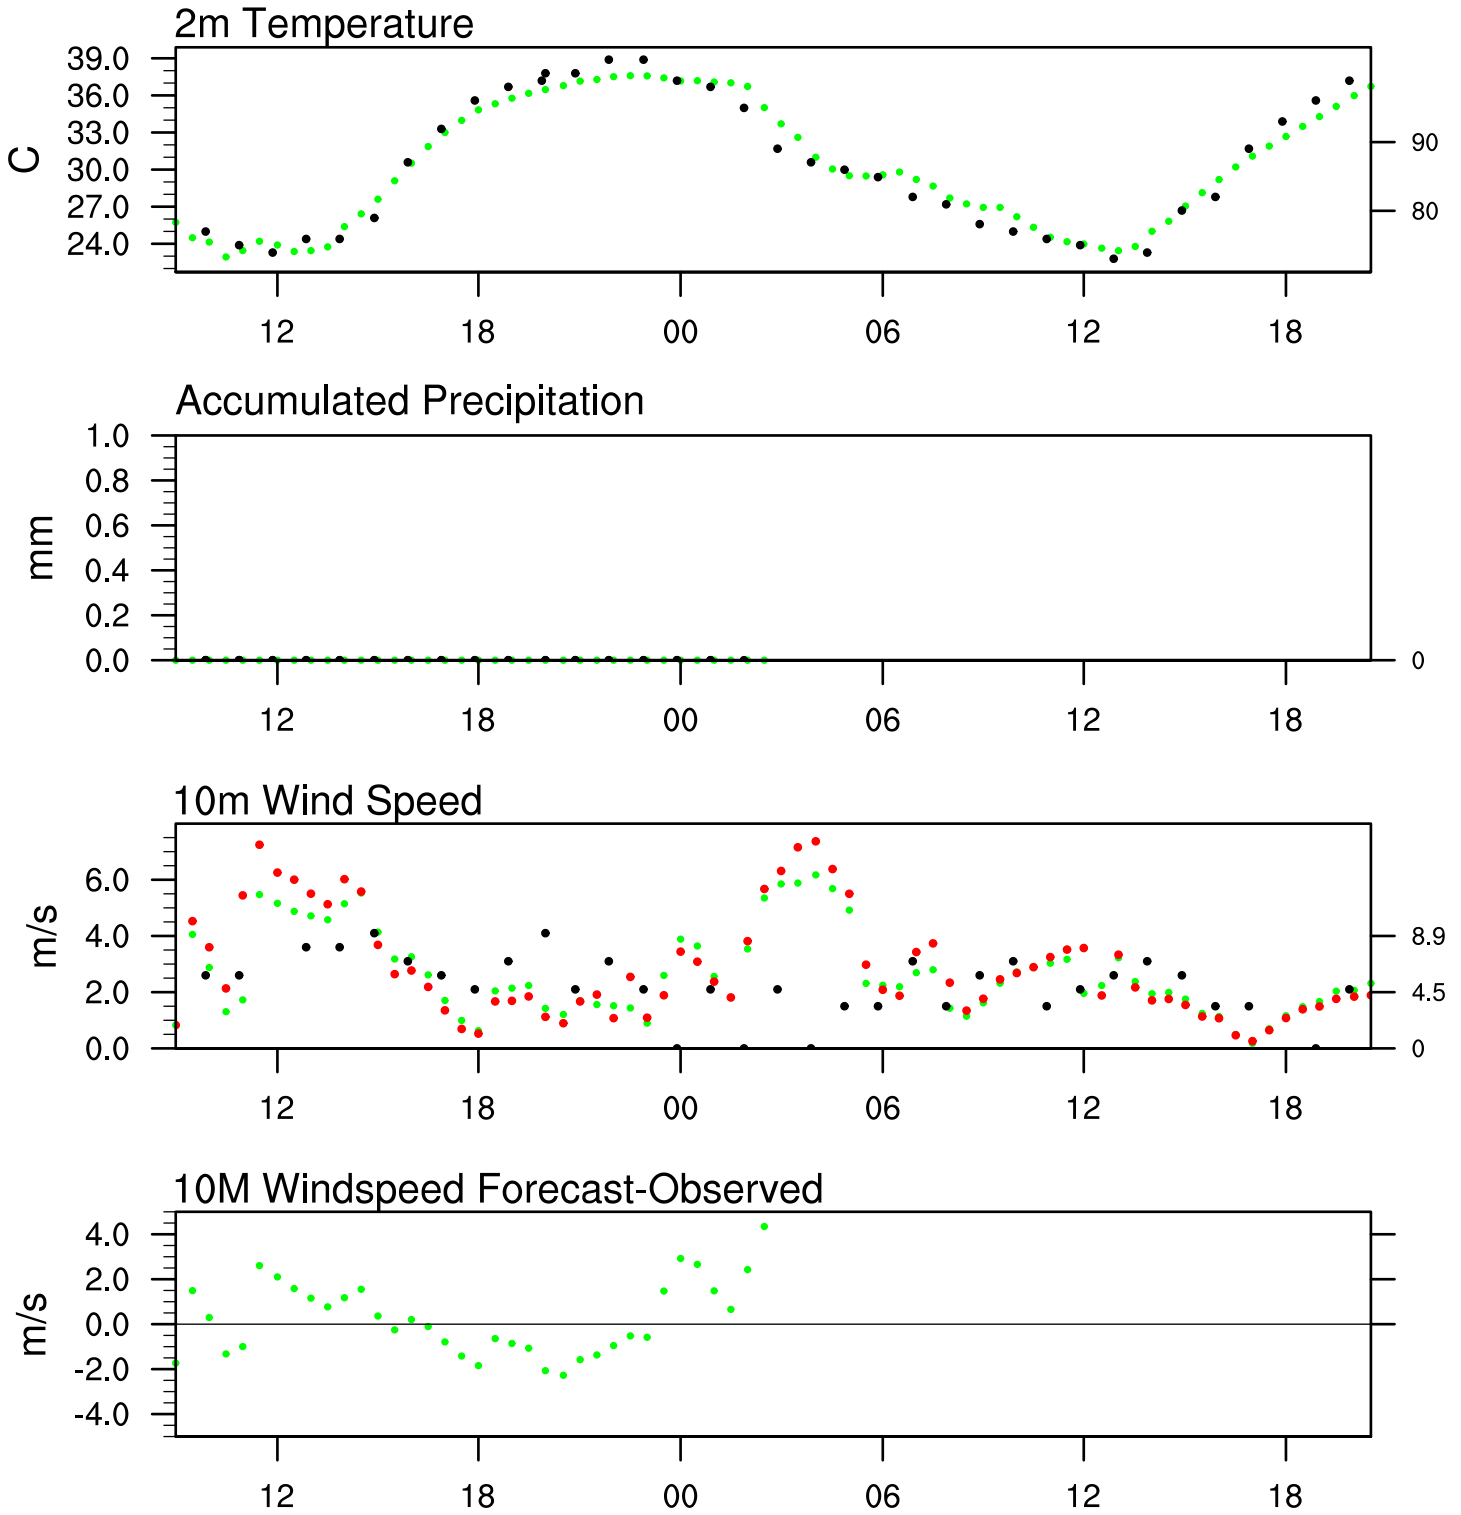 2m Temperature
39.0
36.0
33.0
30.0
27.0
24.0
C
90
80
12 18 00 06 12 18
Accumulated Precipitation
1.0
0.8
0.6
0.4
0.2
0.0
mm
0
12 18 00 06 12 18
10m Wind Speed
6.0
4.0
2.0
0.0
m/s
8.9
4.5
0
12 18 00 06 12 18
10M Windspeed Forecast-Observed
4.0
2.0
0.0
-2.0
-4.0
m/s
12 18 00 06 12 18